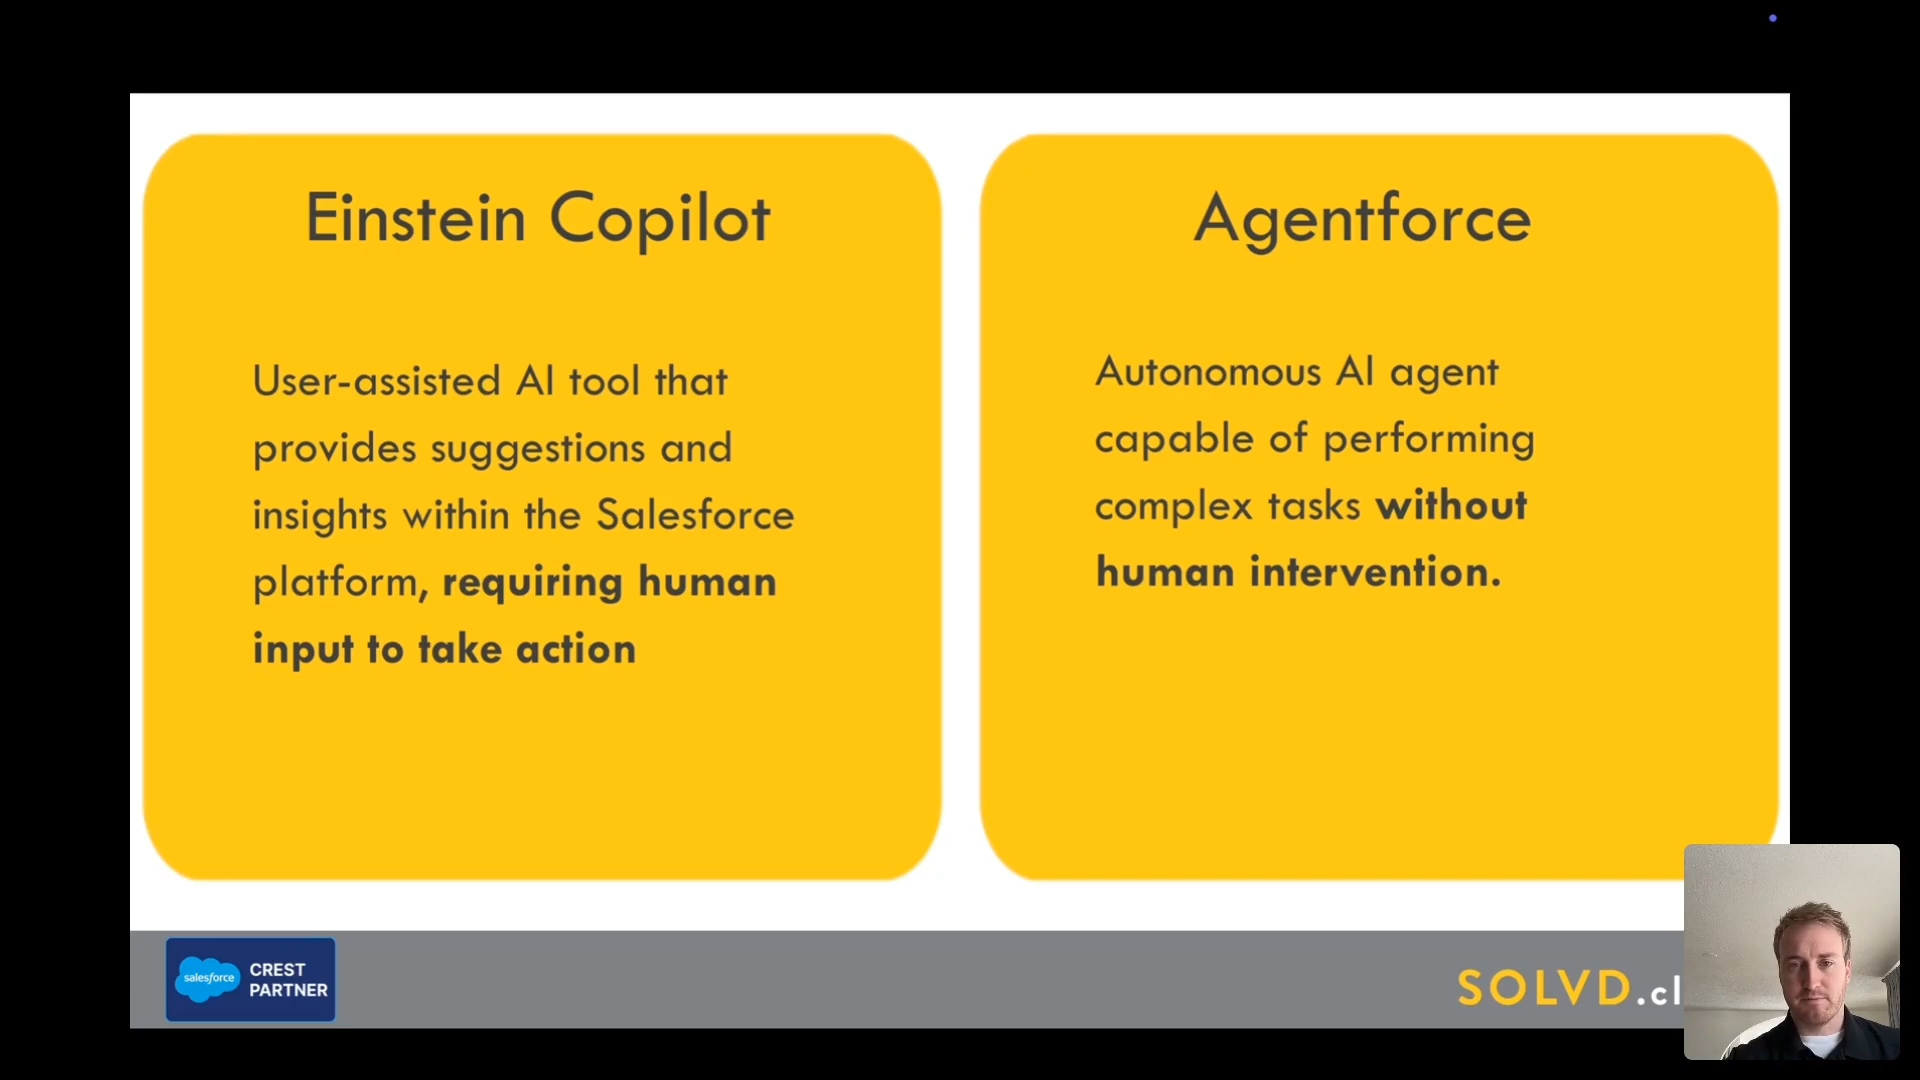 Einstein Copilot
User-assisted AI tool that
provides suggestions and
insights within the Salesforce
platform, requiring human
input to take action
Agentforce
Autonomous AI agent
capable of performing
complex tasks without
human intervention.
salesforce
CREST
PARTNER
SOLVD.cl